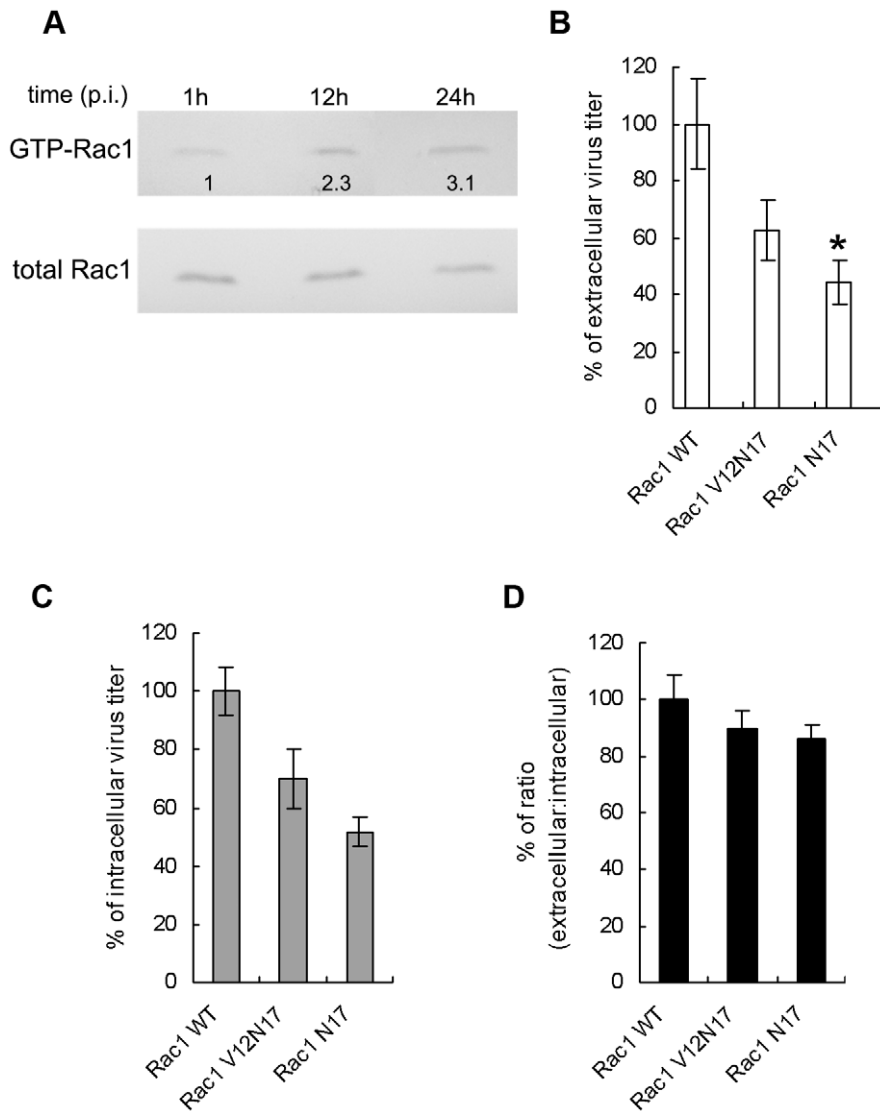 A
time (p.i.) 1h 12h 24h
GTP-Rac1
1 2.3 3.1
total Rac1
B
% of extracellular virus titer
120
100
80
60
40
20
0
*
Rac1 WT
Rac1 V12N17
Rac1 N17
C
% of intracellular virus titer
120
100
80
60
40
20
0
Rac1 WT
Rac1 V12N17
Rac1 N17
D
% of ratio
(extracellular:intracellular)
120
100
80
60
40
20
0
Rac1 WT
Rac1 V12N17
Rac1 N17